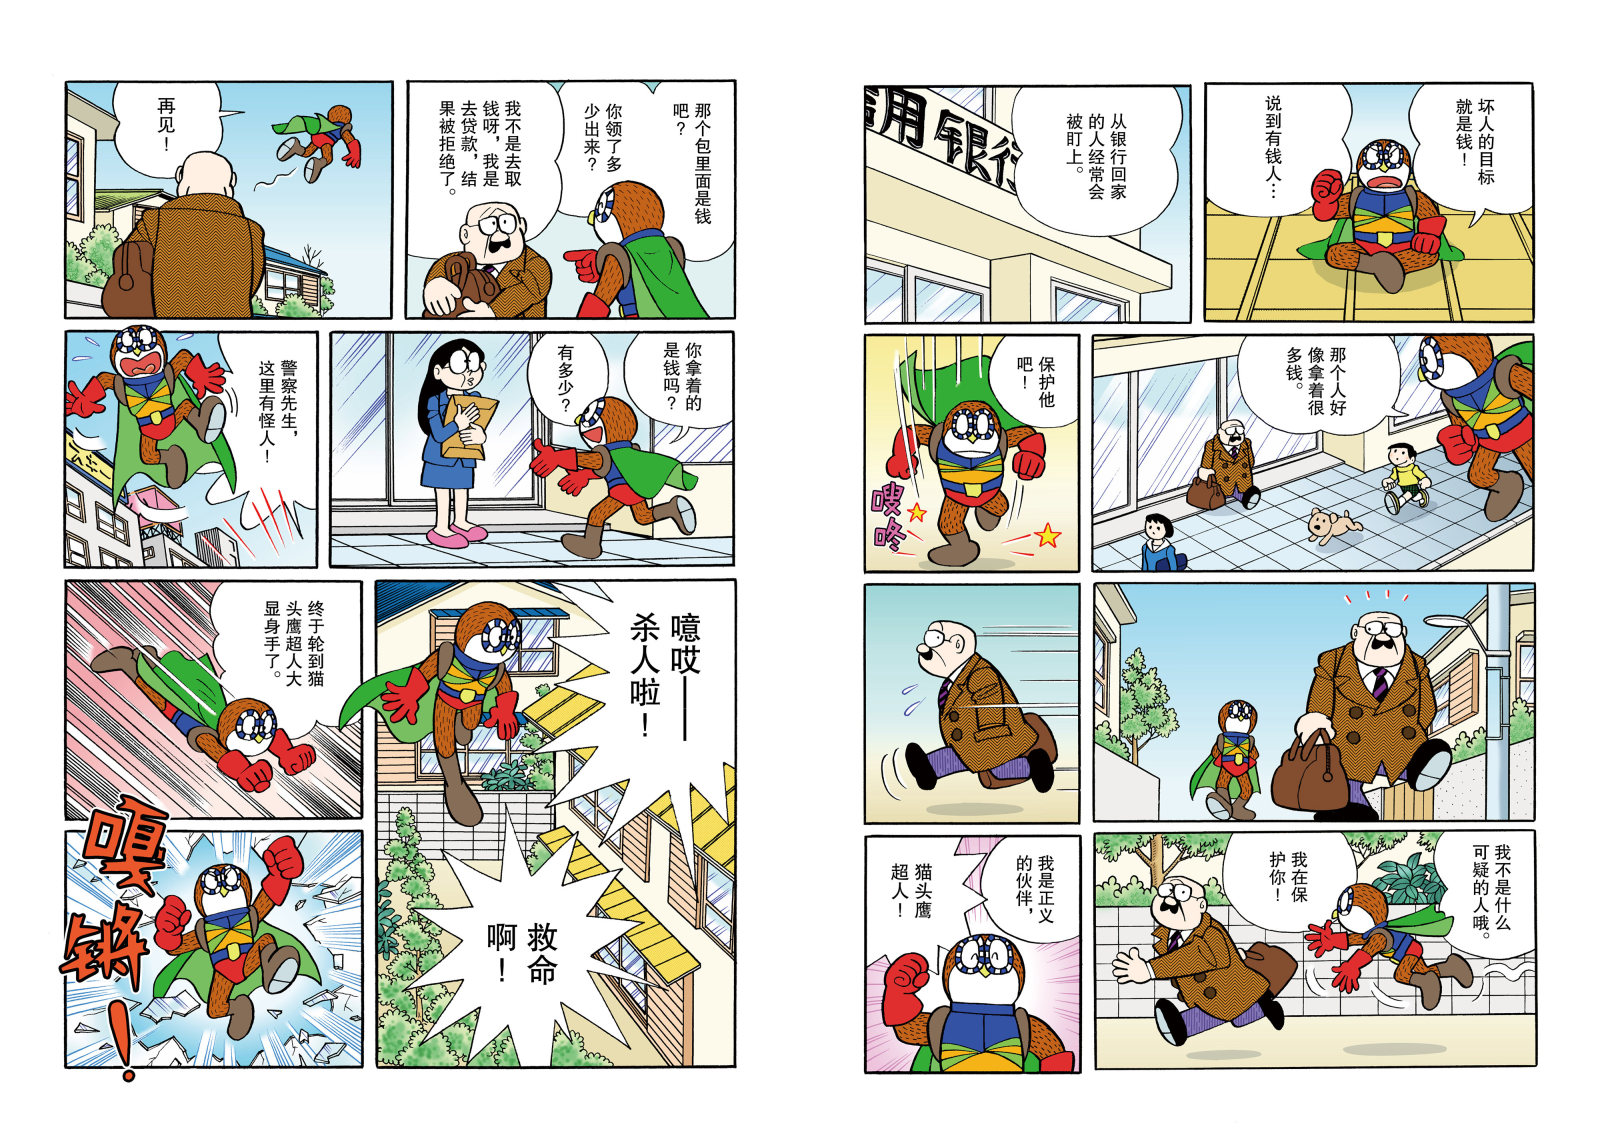 坏人的目标
就是钱！
说到有钱人…
从银行回家
的人经常会
被盯上。
信用银行
那个人好
像拿着很
多钱。
保护他
吧！
嗖
咚
我不是什么
可疑的人哦。
我在保
护你！
我是正义
的伙伴，
猫头鹰
超人！
那个包里面是钱
吧？
你领了多
少出来？
我不是去取
钱呀，我是
去贷款，结
果被拒绝了。
再见！
你拿着的
是钱吗？
有多少？
警察先生，
这里有怪人！
噫哎——
杀人啦！
救命
啊！
终于轮到猫
头鹰超人大
显身手了。
嘎
锵
！